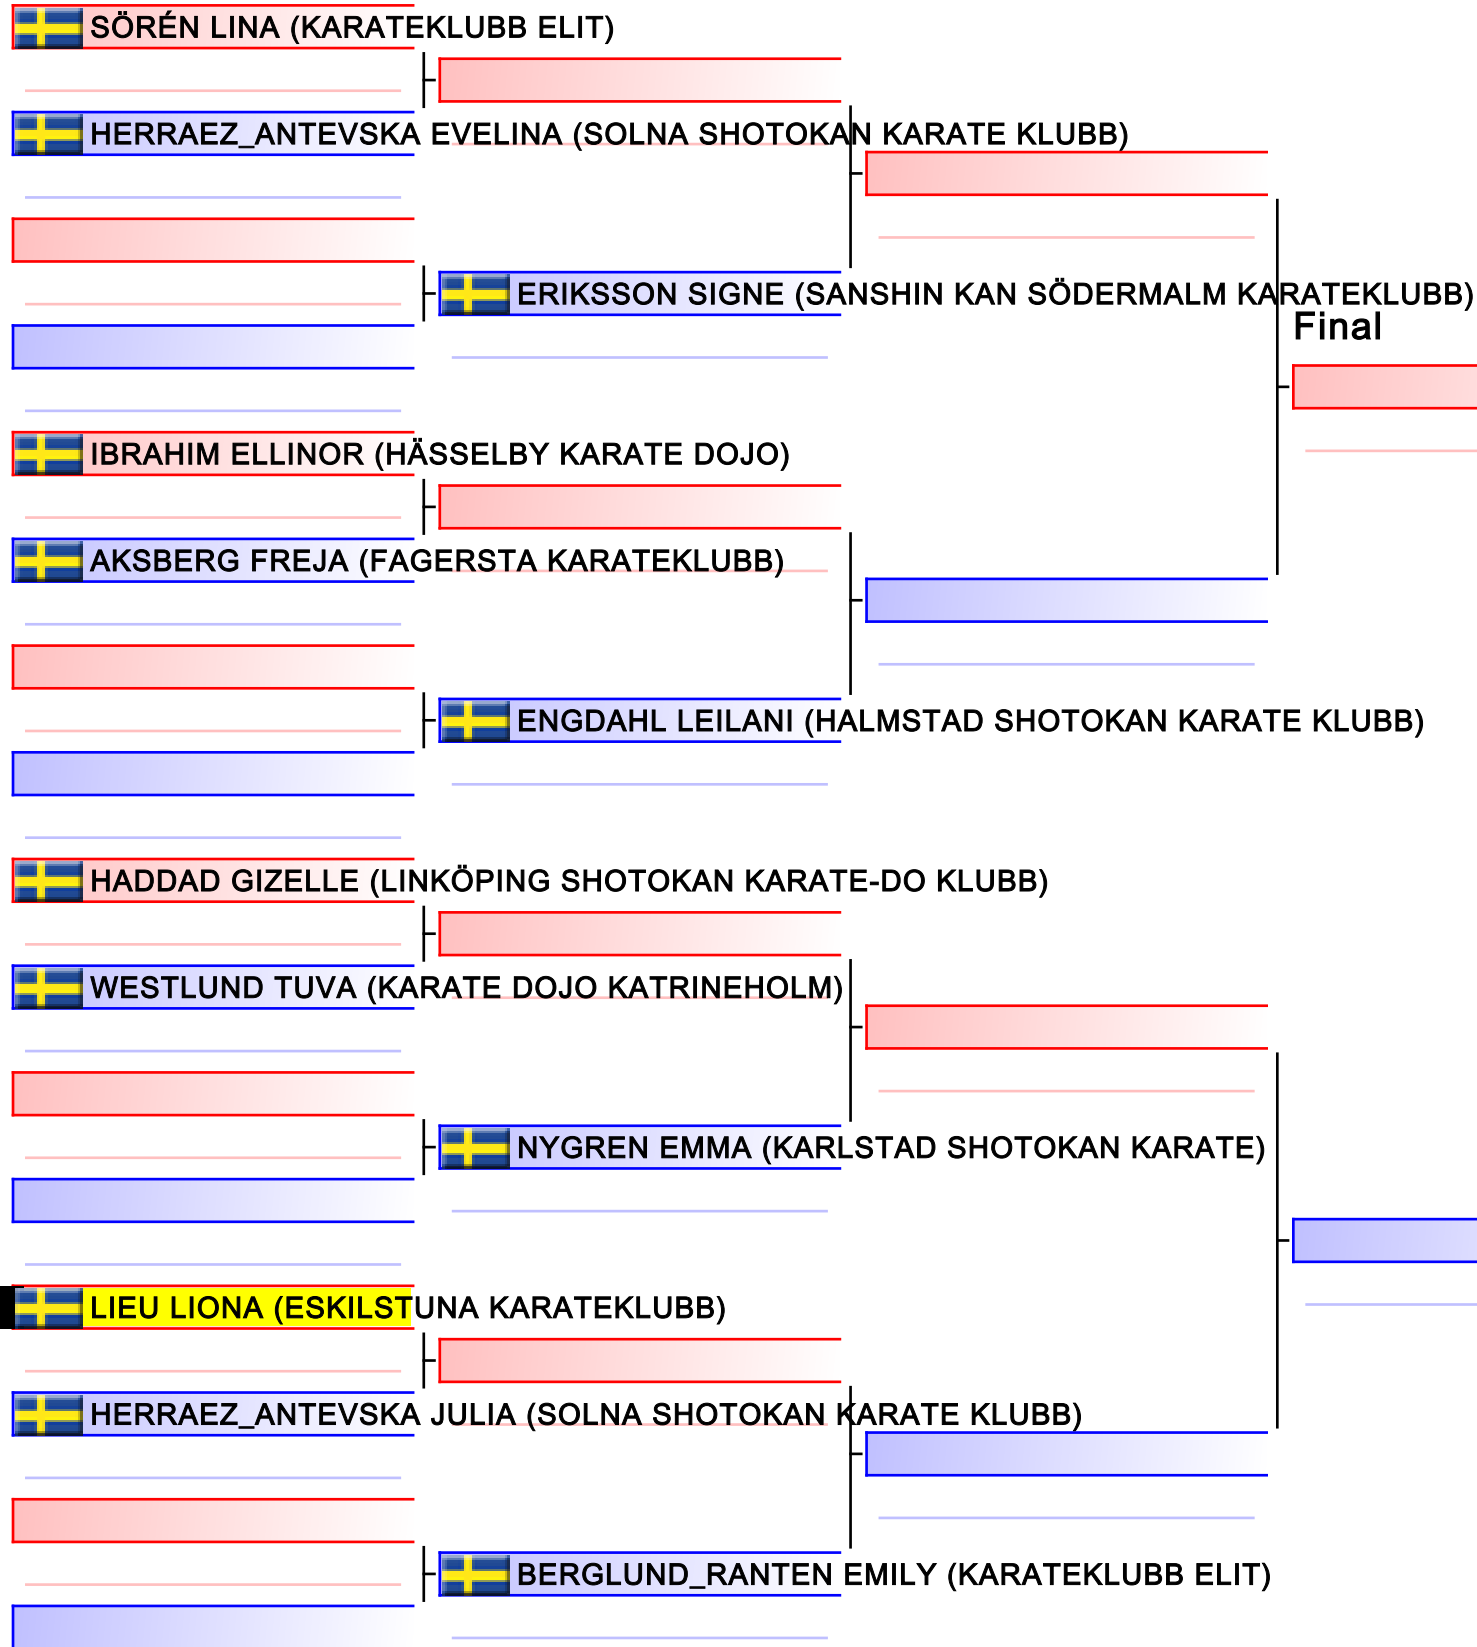 SÖRÉN LINA (KARATEKLUBB ELIT)
HERRAEZ_ANTEVSKA EVELINA (SOLNA SHOTOKAN KARATE KLUBB)
ERIKSSON SIGNE (SANSHIN KAN SÖDERMALM KARATEKLUBB)
Final
IBRAHIM ELLINOR (HÄSSELBY KARATE DOJO)
AKSBERG FREJA (FAGERSTA KARATEKLUBB)
ENGDAHL LEILANI (HALMSTAD SHOTOKAN KARATE KLUBB)
HADDAD GIZELLE (LINKÖPING SHOTOKAN KARATE-DO KLUBB)
WESTLUND TUVA (KARATE DOJO KATRINEHOLM)
NYGREN EMMA (KARLSTAD SHOTOKAN KARATE)
LIEU LIONA (ESKILSTUNA KARATEKLUBB)
HERRAEZ_ANTEVSKA JULIA (SOLNA SHOTOKAN KARATE KLUBB)
BERGLUND_RANTEN EMILY (KARATEKLUBB ELIT)